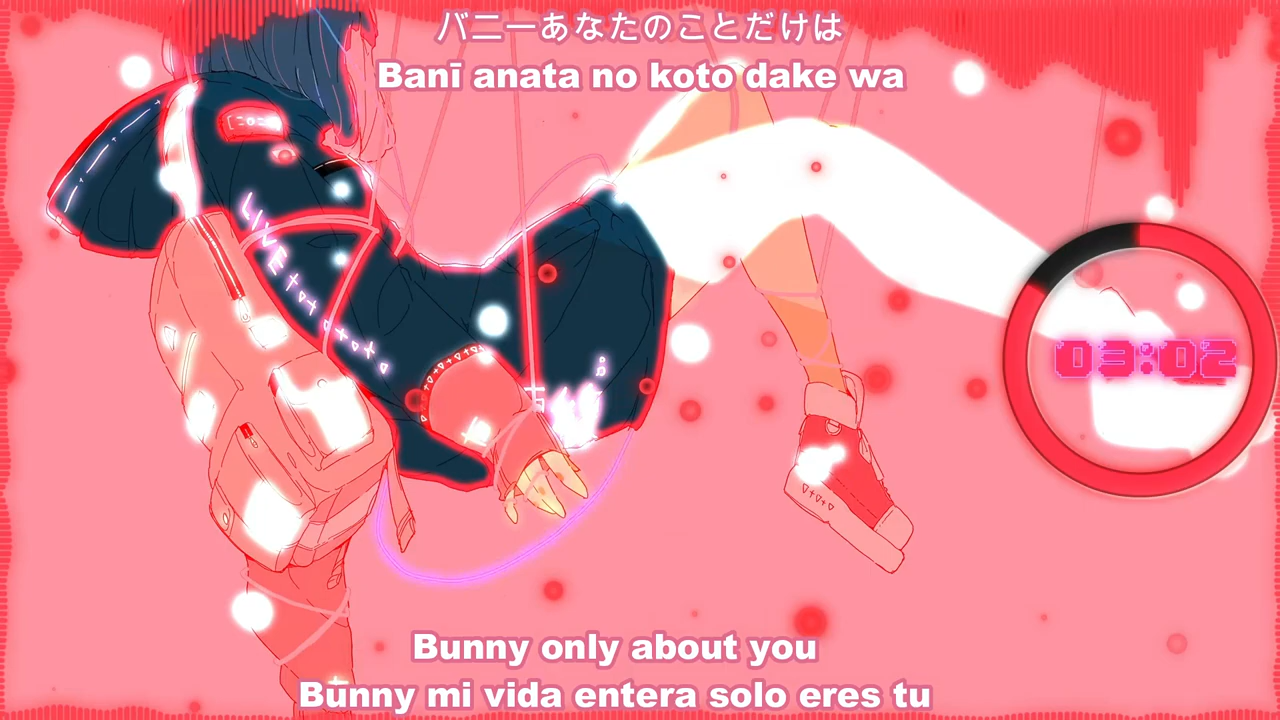 バニーあなたのことだけは
Banī anata no koto dake wa
LIVE
03:02
Bunny only about you
Bunny mi vida entera solo eres tu